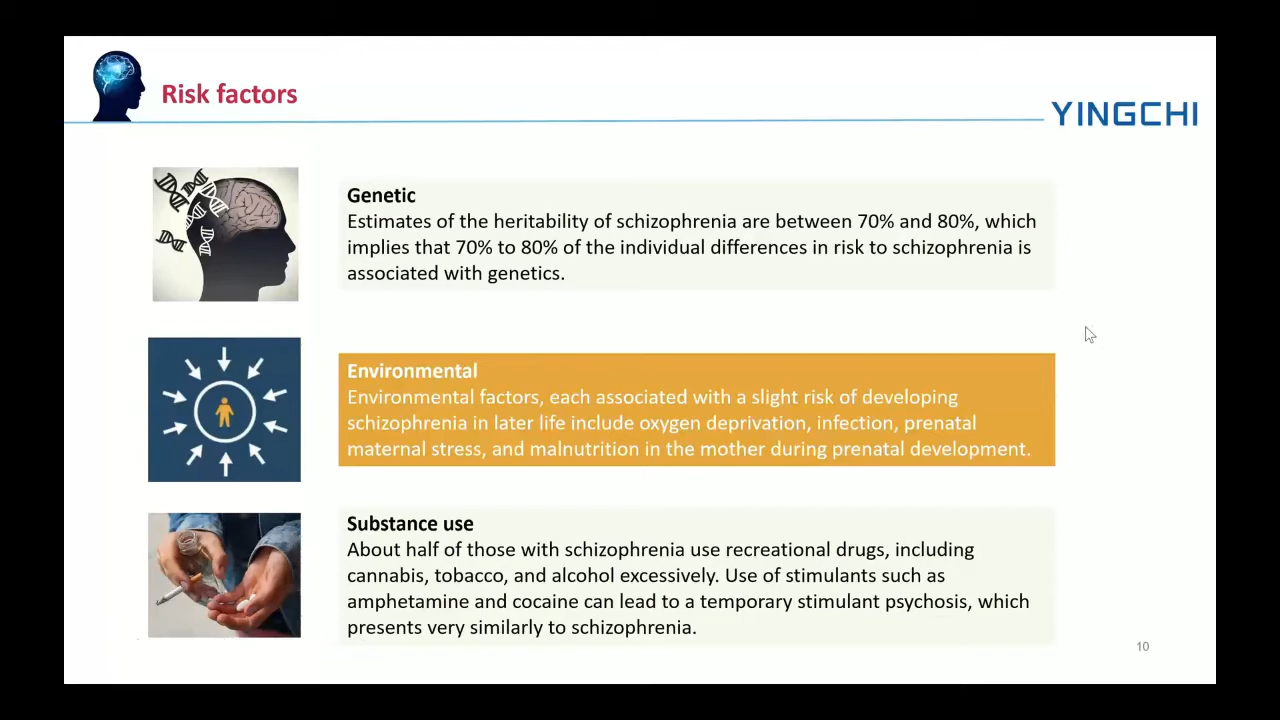 Risk factors
YINGCHI
Genetic
Estimates of the heritability of schizophrenia are between 70% and 80%, which
implies that 70% to 80% of the individual differences in risk to schizophrenia is
associated with genetics.
Environmental
Environmental factors, each associated with a slight risk of developing
schizophrenia in later life include oxygen deprivation, infection, prenatal
maternal stress, and malnutrition in the mother during prenatal development.
Substance use
About half of those with schizophrenia use recreational drugs, including
cannabis, tobacco, and alcohol excessively. Use of stimulants such as
amphetamine and cocaine can lead to a temporary stimulant psychosis, which
presents very similarly to schizophrenia.
10